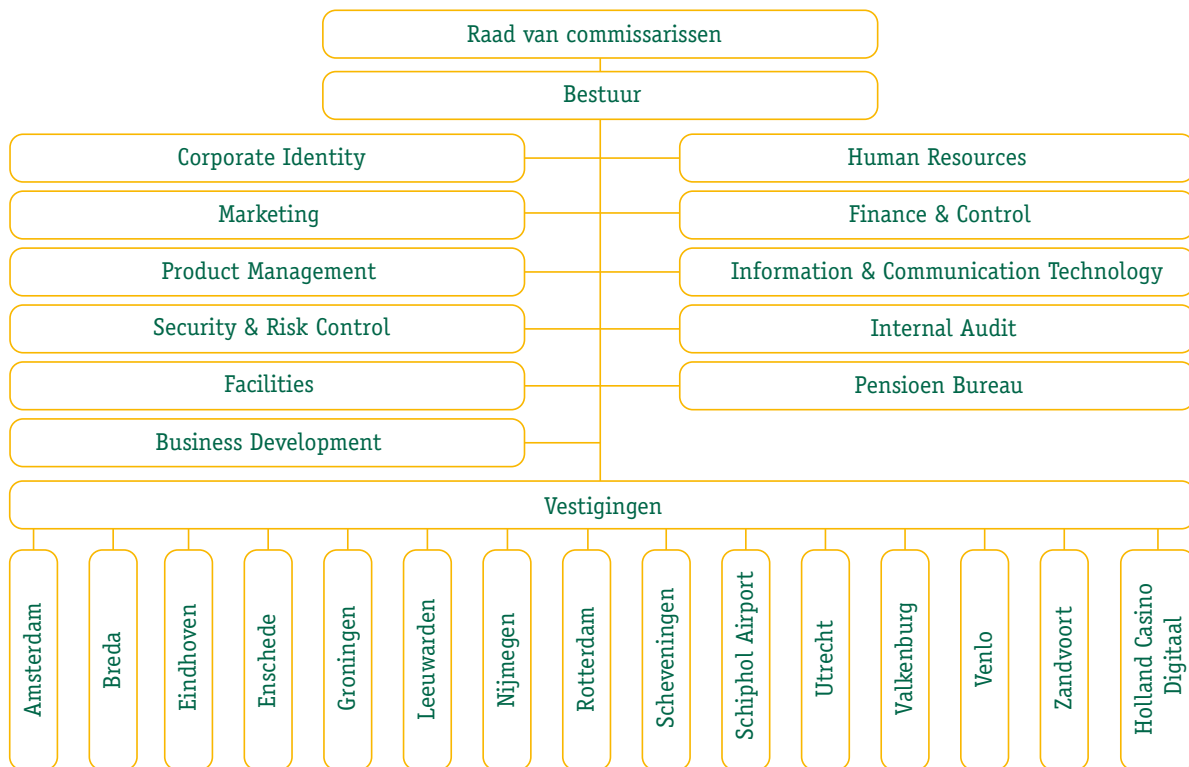 Raad van commissarissen
Bestuur
Corporate Identity
Human Resources
Marketing
Finance & Control
Product Management
Information & Communication Technology
Security & Risk Control
Internal Audit
Facilities
Pensioen Bureau
Business Development
Vestigingen
Amsterdam
Breda
Eindhoven
Enschede
Groningen
Leeuwarden
Nijmegen
Rotterdam
Scheveningen
Schiphol Airport
Utrecht
Valkenburg
Venlo
Zandvoort
Holland Casino
Digitaal